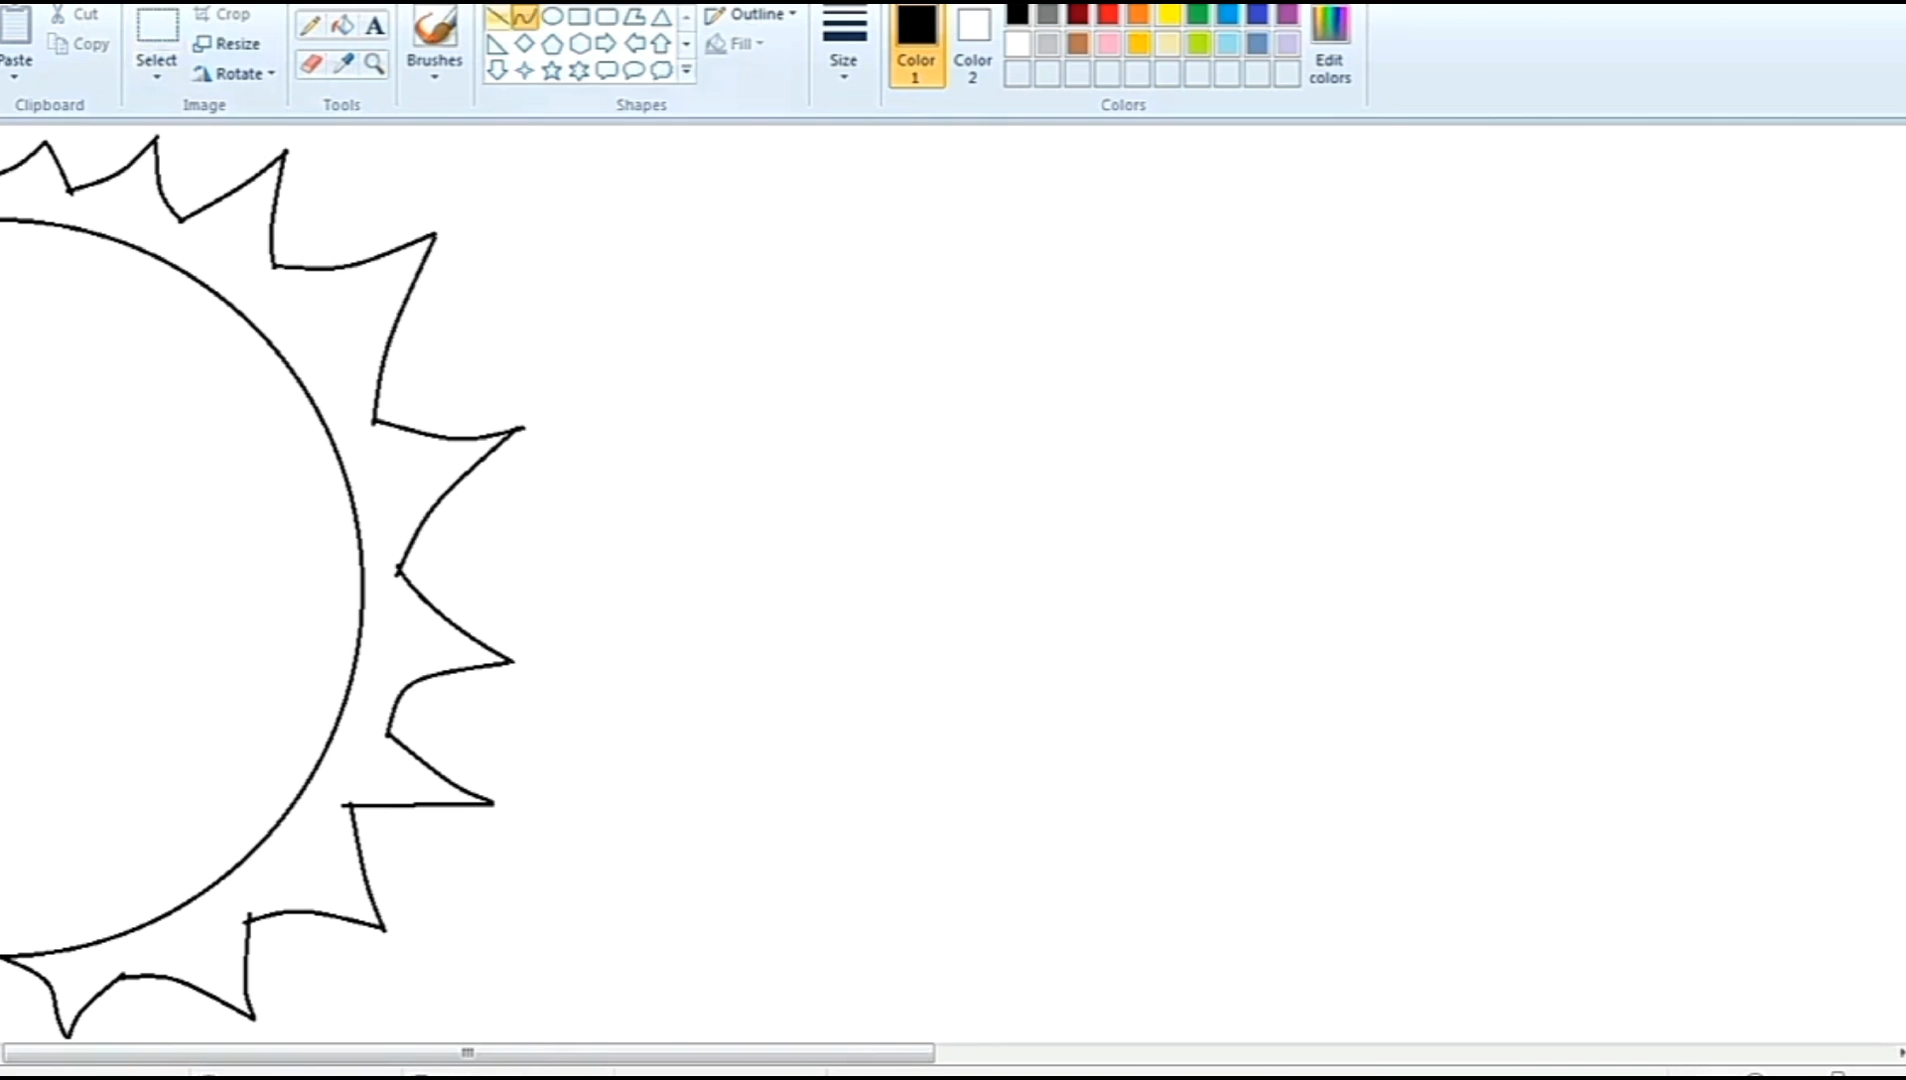 Cut
Copy
Paste
Clipboard
Select
Crop
Resize
Rotate
Image
A
Tools
Brushes
Shapes
Outline
Fill
Size
Color
1
Color
2
Colors
Edit
colors